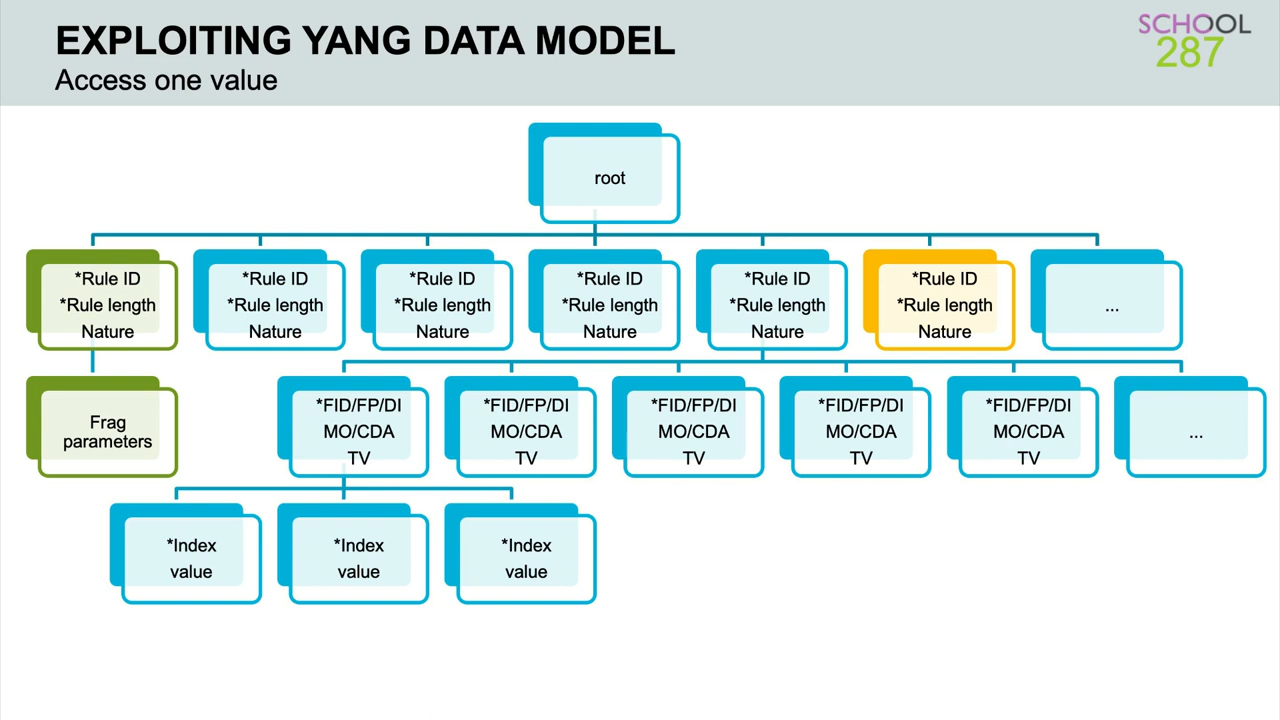 EXPLOITING YANG DATA MODEL
Access one value
SCHOOL
287
root
*Rule ID
*Rule length
Nature
*Rule ID
*Rule length
Nature
*Rule ID
*Rule length
Nature
*Rule ID
*Rule length
Nature
*Rule ID
*Rule length
Nature
*Rule ID
*Rule length
Nature
...
Frag
parameters
*FID/FP/DI
MO/CDA
TV
*FID/FP/DI
MO/CDA
TV
*FID/FP/DI
MO/CDA
TV
*FID/FP/DI
MO/CDA
TV
*FID/FP/DI
MO/CDA
TV
...
*Index
value
*Index
value
*Index
value